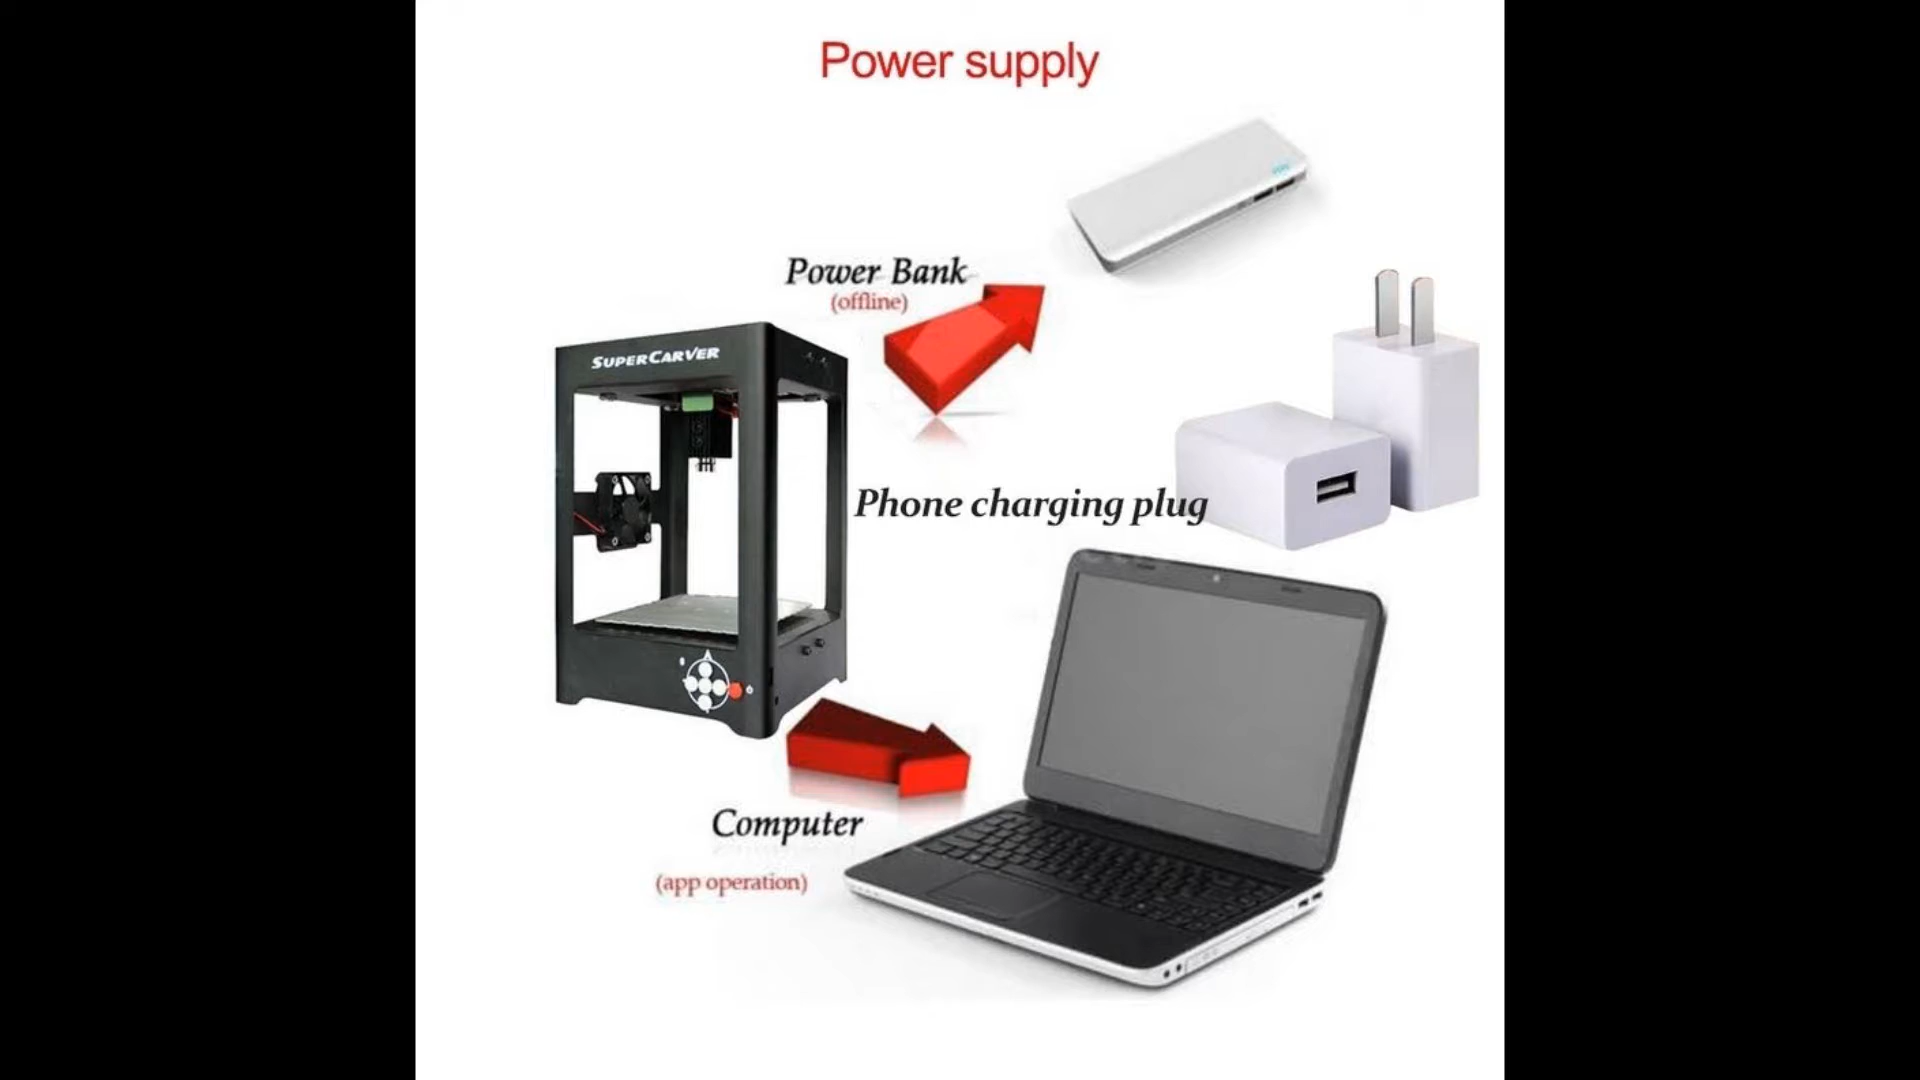 Power supply
Power Bank
(offline)
SUPERCARVER
Phone charging plug
Computer
(app operation)